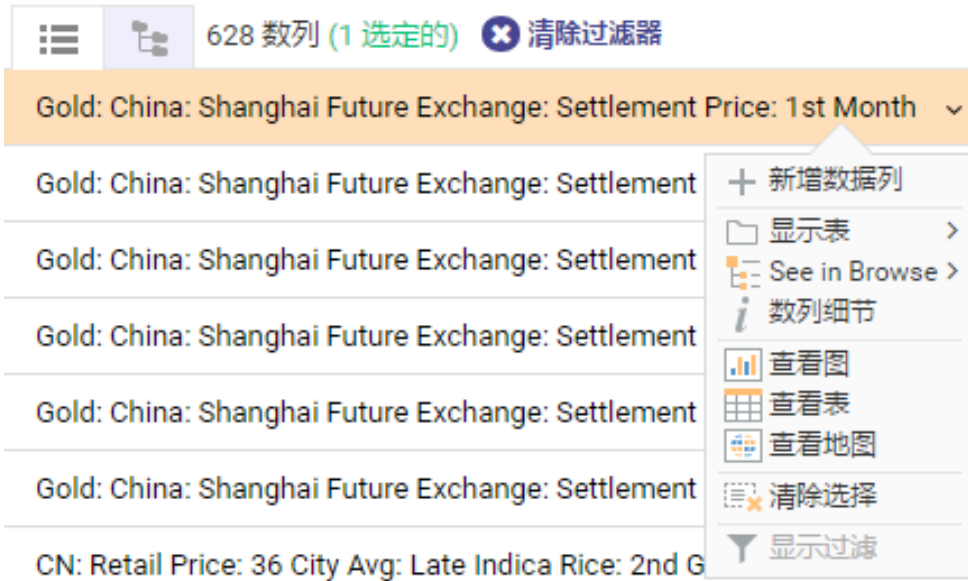 628 数列 (1 选定的) 清除过滤器
Gold: China: Shanghai Future Exchange: Settlement Price: 1st Month
Gold: China: Shanghai Future Exchange: Settlement
Gold: China: Shanghai Future Exchange: Settlement
Gold: China: Shanghai Future Exchange: Settlement
Gold: China: Shanghai Future Exchange: Settlement
Gold: China: Shanghai Future Exchange: Settlement
CN: Retail Price: 36 City Avg: Late Indica Rice: 2nd G
新增数据列
显示表
See in Browse
数列细节
查看图
查看表
查看地图
清除选择
显示过滤